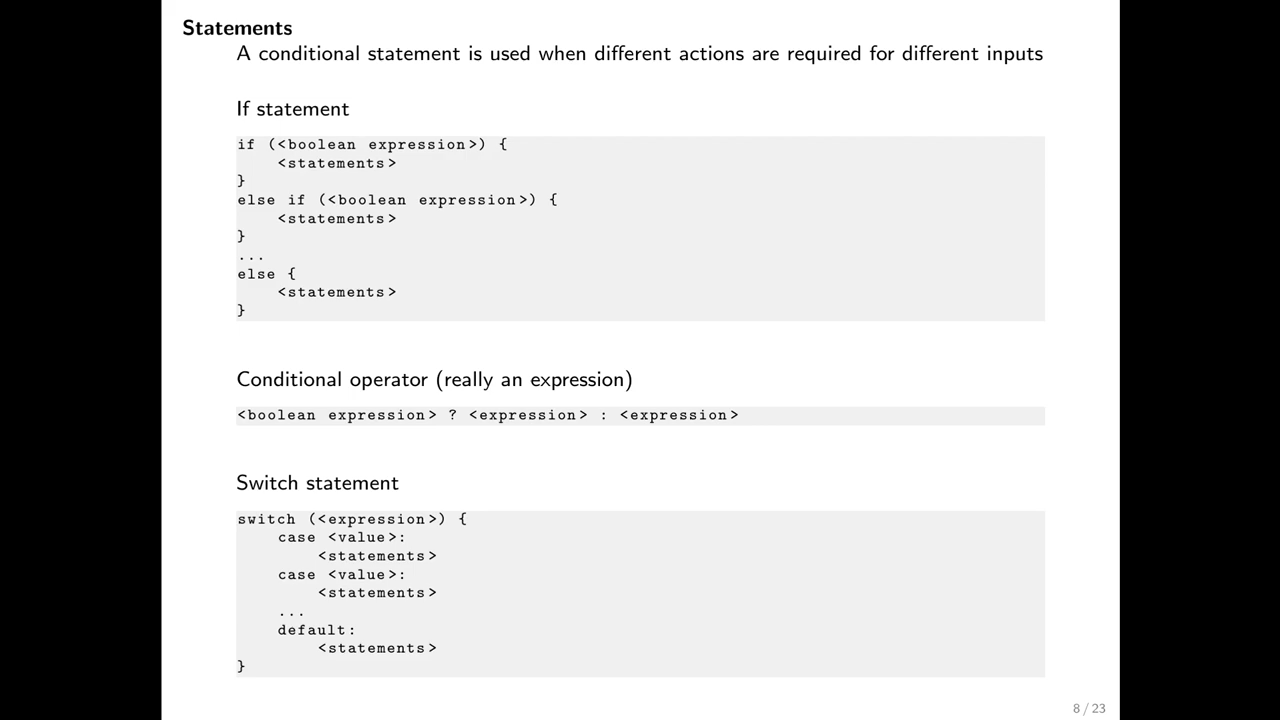 Statements
A conditional statement is used when different actions are required for different inputs
If statement
if (<boolean expression>) {
    <statements>
}
else if (<boolean expression>) {
    <statements>
}
...
else {
    <statements>
}
Conditional operator (really an expression)
<boolean expression> ? <expression> : <expression>
Switch statement
switch (<expression>) {
    case <value>:
        <statements>
    case <value>:
        <statements>
    ...
    default:
        <statements>
}
8 / 23